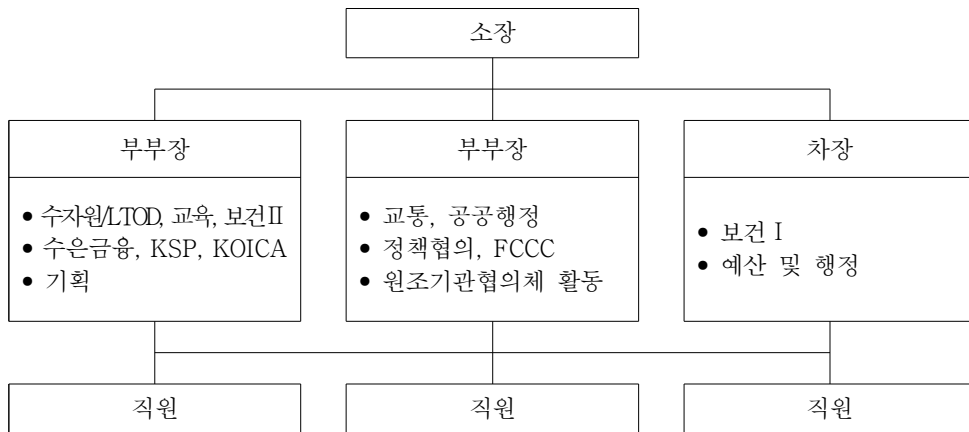 소장
부부장
• 수자원/LTOD, 교육, 보건Ⅱ
• 수은금융, KSP, KOICA
• 기획
부부장
• 교통, 공공행정
• 정책협의, FCCC
• 원조기관협의체 활동
차장
• 보건Ⅰ
• 예산 및 행정
직원
직원
직원